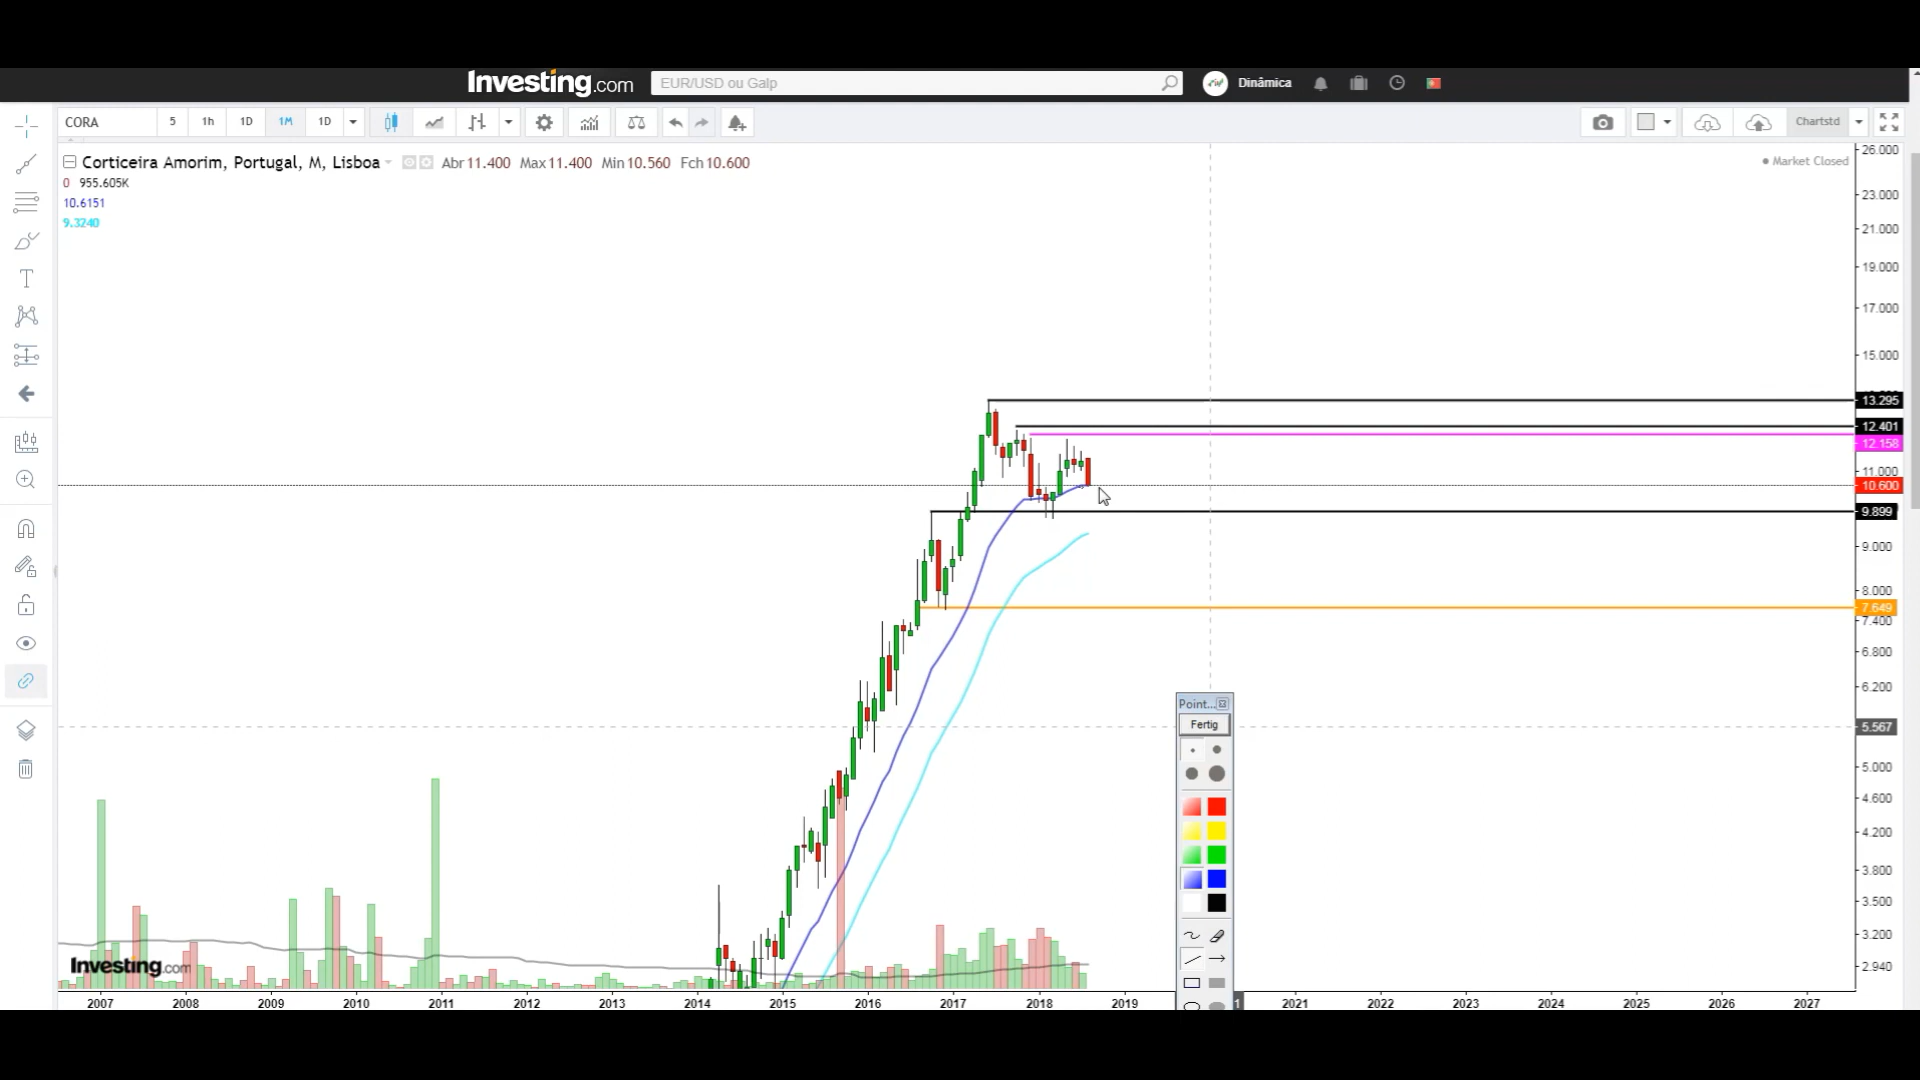 Investing.com
EUR/USD ou Galp
Dinâmica
CORA
5
1h
1D
1M
1D
Chartstd
Corticeira Amorim, Portugal, M, Lisboa
Abr 11.400 Max 11.400 Min 10.560 Fch 10.600
Market Closed
0 955.605K
10.6151
9.3240
26.000
23.000
21.000
19.000
17.000
15.000
13.295
12.401
12.158
11.000
10.600
9.899
9.000
8.000
7.649
7.400
6.800
6.200
5.567
5.000
4.600
4.200
3.800
3.500
3.200
2.940
Point...
Fertig
Investing.com
2007 2008 2009 2010 2011 2012 2013 2014 2015 2016 2017 2018 2019 1 2021 2022 2023 2024 2025 2026 2027